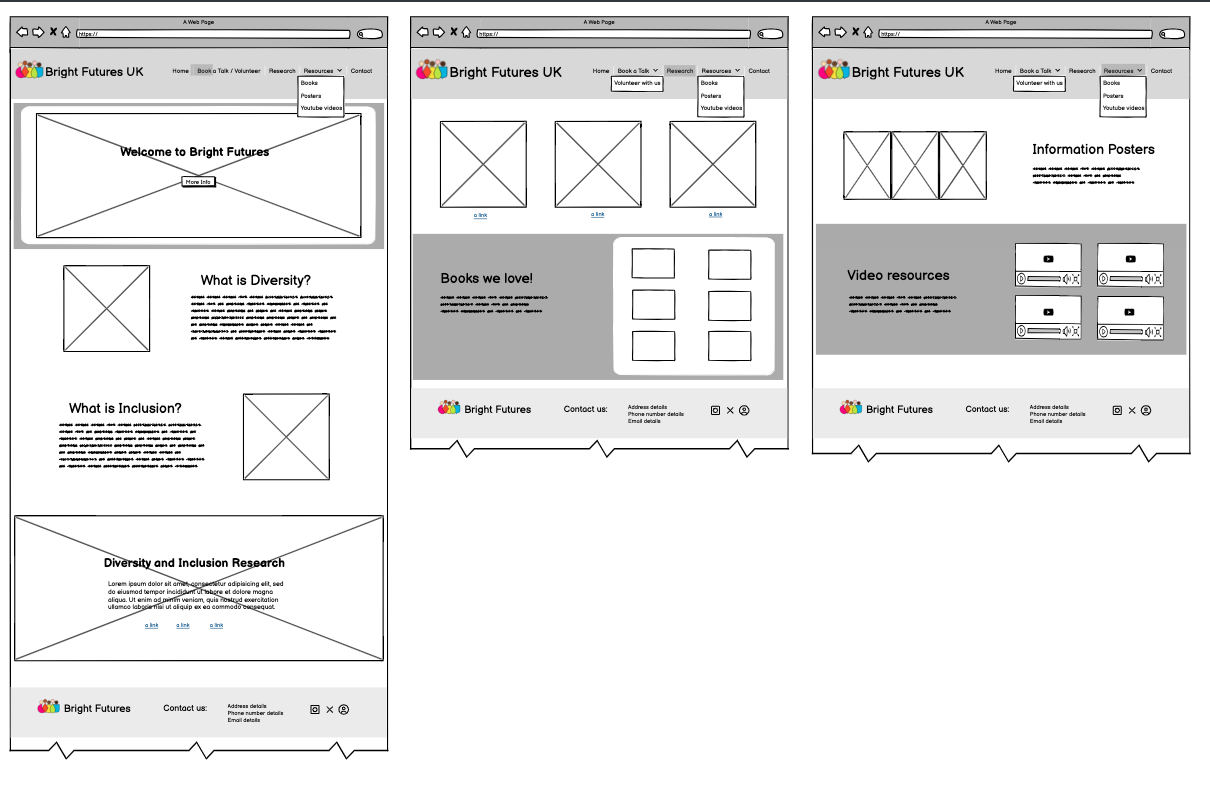 A Web Page
https://
Bright Futures UK
Home Book a Talk / Volunteer Research Resources Contact
Books
Posters
Youtube videos
Welcome to Bright Futures
More Info
What is Diversity?
What is Inclusion?
Diversity and Inclusion Research
Lorem ipsum dolor sit amet, consectetur adipisicing elit, sed
do eiusmod tempor incididunt ut labore et dolore magna
aliqua. Ut enim ad minim veniam, quis nostrud exercitation
ullamco laboris nisi ut aliquip ex ea commodo consequat.
a link a link a link
Bright Futures
Contact us:
Address details
Phone number details
Email details
A Web Page
https://
Bright Futures UK
Home Book a Talk Research Resources Contact
Volunteer with us
Books
Posters
Youtube videos
a link a link a link
Books we love!
Bright Futures
Contact us:
Address details
Phone number details
Email details
A Web Page
https://
Bright Futures UK
Home Book a Talk Research Resources Contact
Volunteer with us
Books
Posters
Youtube videos
Information Posters
Video resources
Bright Futures
Contact us:
Address details
Phone number details
Email details